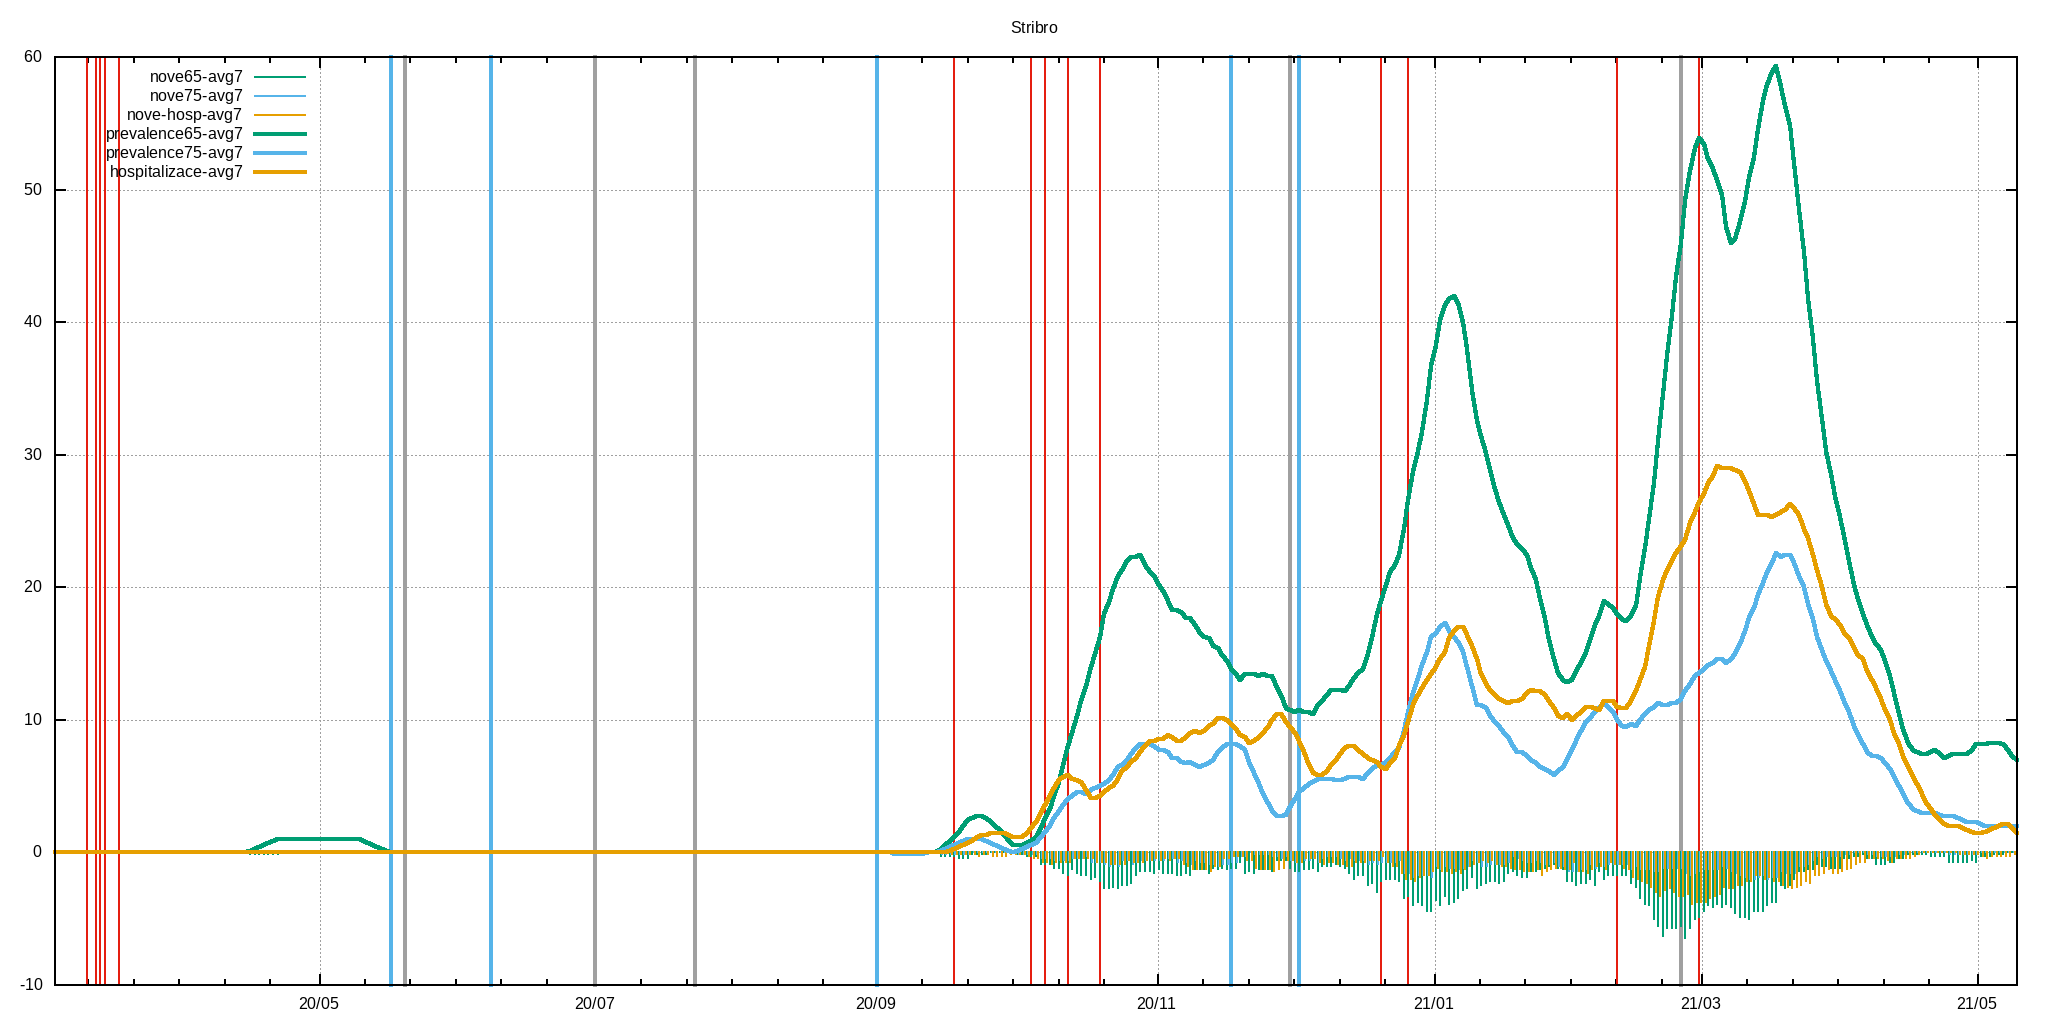 Stribro
60
nove65-avg7
nove75-avg7
nove-hosp-avg7
prevalence65-avg7
prevalence75-avg7
hospitalizace-avg7
50
40
30
20
10
0
-10
20/05
20/07
20/09
20/11
21/01
21/03
21/05